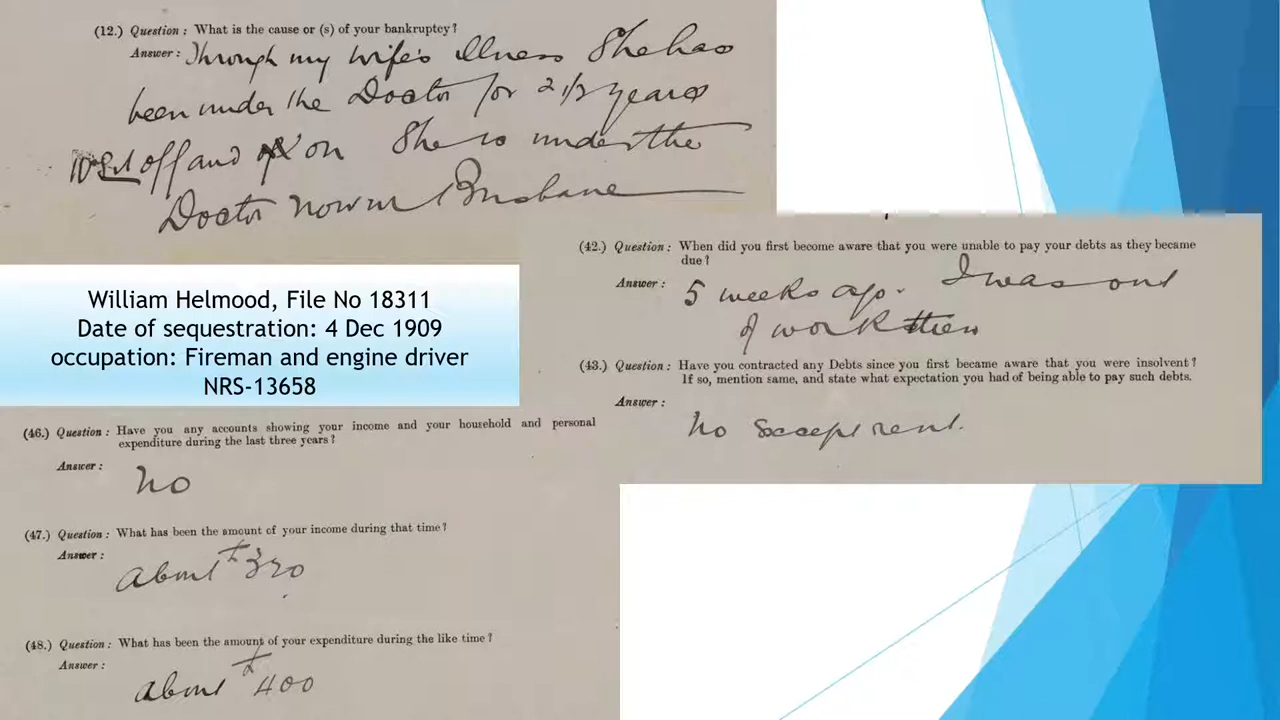 (12.) Question : What is the cause or (s) of your bankruptcy?
Answer : Through my wife's illness She has
been under the Doctor for 2 1/2 years
off and on She is under the
Doctor now in Brisbane
William Helmood, File No 18311
Date of sequestration: 4 Dec 1909
occupation: Fireman and engine driver
NRS-13658
(42.) Question : When did you first become aware that you were unable to pay your debts as they became
due?
Answer : 5 weeks ago. I was out
of work then
(43.) Question : Have you contracted any Debts since you first became aware that you were insolvent?
If so, mention same, and state what expectation you had of being able to pay such debts.
Answer :
No except rent.
(46.) Question : Have you any accounts showing your income and your household and personal
expenditure during the last three years?
Answer :
No
(47.) Question : What has been the amount of your income during that time?
Answer :
About £320
(48.) Question : What has been the amount of your expenditure during the like time?
Answer :
About £400